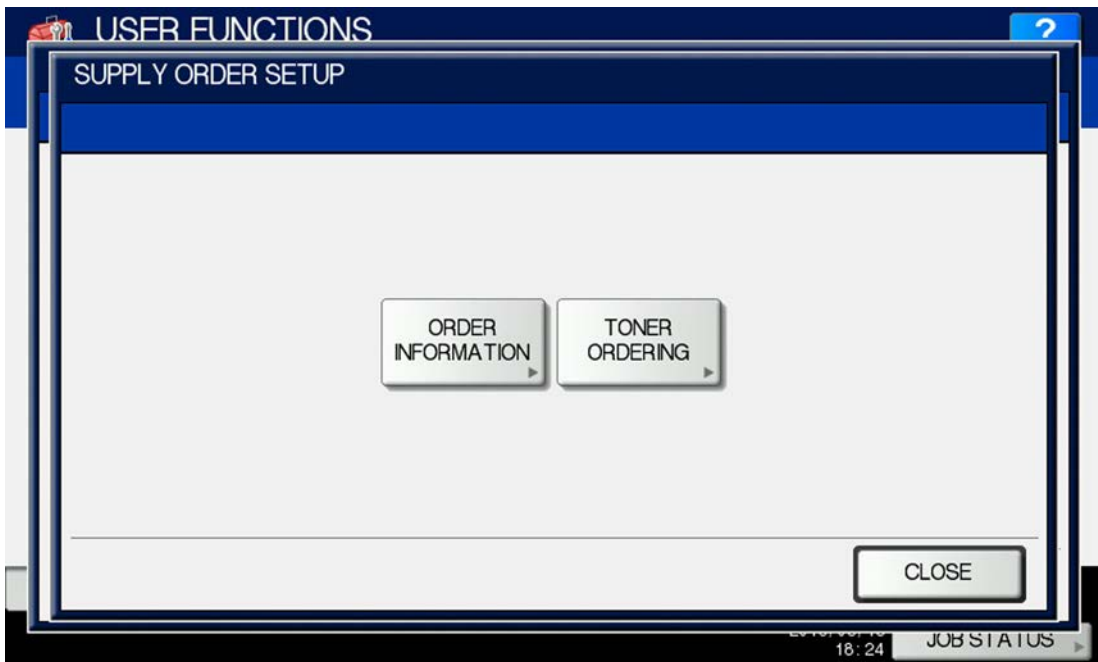 USER FUNCTIONS
?
SUPPLY ORDER SETUP
ORDER
INFORMATION
TONER
ORDERING
CLOSE
18:24
JOB STATUS